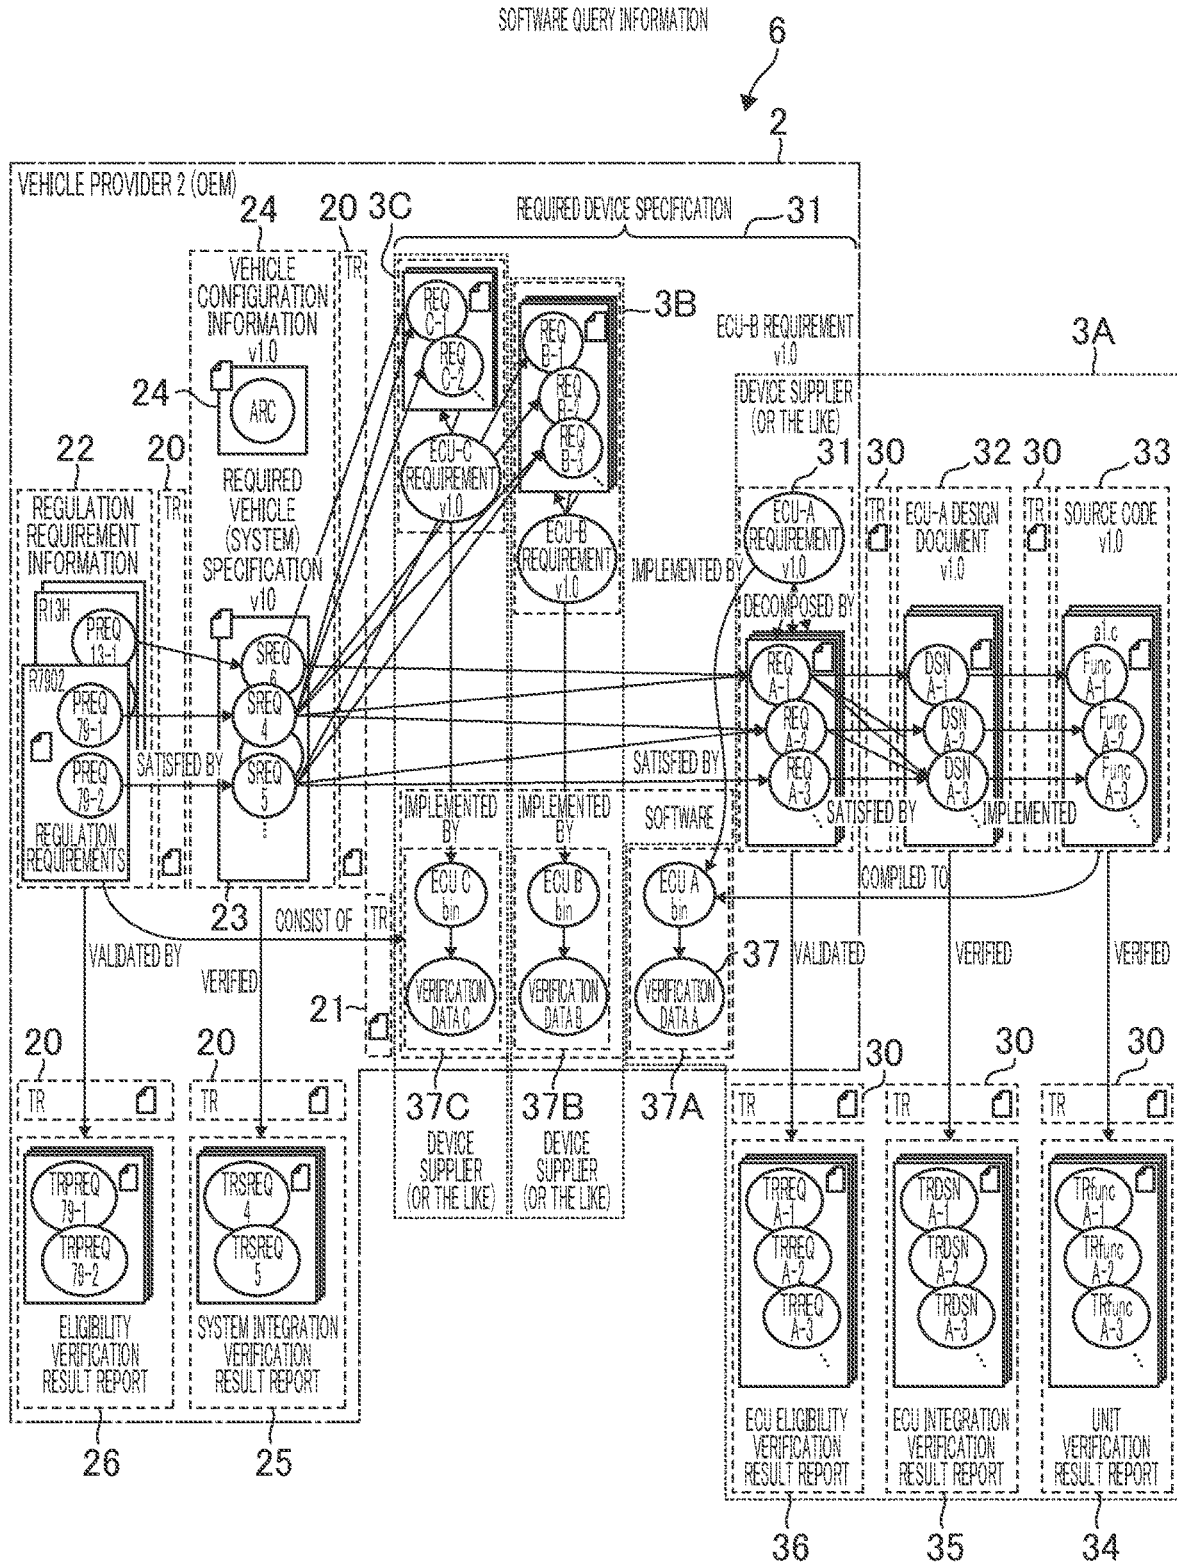 SOFTWARE QUERY INFORMATION
6
2
VEHICLE PROVIDER 2 (OEM)
24
20
3C
REQUIRED DEVICE SPECIFICATION
31
VEHICLE
CONFIGURATION
INFORMATION
v1.0
TR
REQ
C-1
REQ
C-2
REQ
B-1
REQ
B-2
REQ
B-3
3B
ECU-B REQUIREMENT
v1.0
3A
24
ARC
DEVICE SUPPLIER
(OR THE LIKE)
22
20
REGULATION
REQUIREMENT
INFORMATION
TR
REQUIRED
VEHICLE
(SYSTEM)
SPECIFICATION
v10
ECU-C
REQUIREMENT
v1.0
ECU-B
REQUIREMENT
v1.0
31
30
32
30
33
ECU-A
REQUIREMENT
v1.0
TR
ECU-A DESIGN
DOCUMENT
v1.0
TR
SOURCE CODE
v1.0
IMPLEMENTED BY
DECOMPOSED BY
R13H
PREQ
13-1
R7902
PREQ
79-1
PREQ
79-2
REGULATION
REQUIREMENTS
SATISFIED BY
SREQ
6
SREQ
4
SREQ
5
REQ
A-1
REQ
A-2
REQ
A-3
DSN
A-1
DSN
A-2
DSN
A-3
a1.c
Func
A-1
Func
A-2
Func
A-3
SATISFIED BY
SATISFIED BY
IMPLEMENTED
IMPLEMENTED
BY
IMPLEMENTED
BY
SOFTWARE
COMPILED TO
23
CONSIST OF
TR
ECU C
bin
ECU B
bin
ECU A
bin
VALIDATED BY
VERIFIED
21
VERIFICATION
DATA C
VERIFICATION
DATA B
VERIFICATION
DATA A
37
VALIDATED
VERIFIED
VERIFIED
20
20
TR
TR
37C
37B
37A
30
30
30
TR
TR
TR
DEVICE
SUPPLIER
(OR THE LIKE)
DEVICE
SUPPLIER
(OR THE LIKE)
TRPREQ
79-1
TRPREQ
79-2
TRSREQ
4
TRSREQ
5
TRREQ
A-1
TRREQ
A-2
TRREQ
A-3
TRDSN
A-1
TRDSN
A-2
TRDSN
A-3
TRfunc
A-1
TRfunc
A-2
TRfunc
A-3
ELIGIBILITY
VERIFICATION
RESULT REPORT
SYSTEM INTEGRATION
VERIFICATION
RESULT REPORT
ECU ELIGIBILITY
VERIFICATION
RESULT REPORT
ECU INTEGRATION
VERIFICATION
RESULT REPORT
UNIT
VERIFICATION
RESULT REPORT
26
25
36
35
34